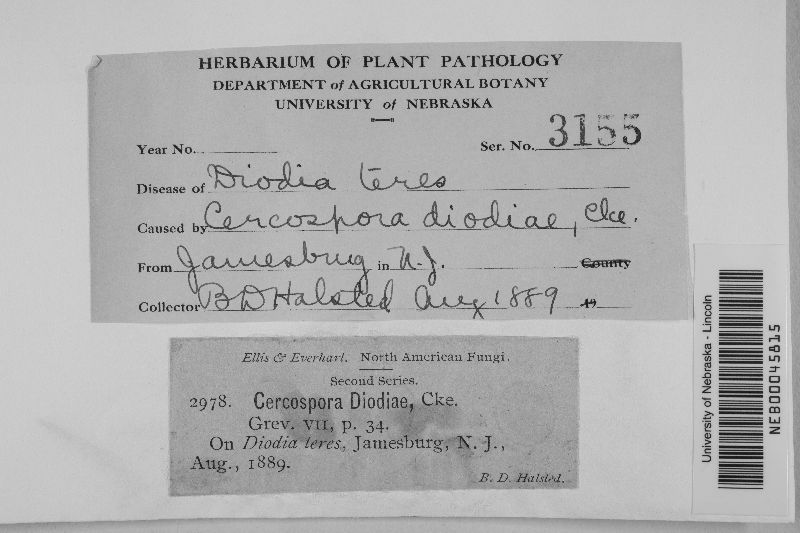 HERBARIUM OF PLANT PATHOLOGY
DEPARTMENT of AGRICULTURAL BOTANY
UNIVERSITY of NEBRASKA
Year No. Ser. No. 3155
Disease of Diodia teres
Caused by Cercospora diodiae, Cke.
From Jamesburg in N.J. County
Collector B D Halsted Aug 1889 19
Ellis & Everhart. North American Fungi.
Second Series.
2978. Cercospora Diodiae, Cke.
Grev. VII, p. 34.
On Diodia teres, Jamesburg, N. J.,
Aug., 1889.
B. D. Halsted.
University of Nebraska - Lincoln
NEB00045815